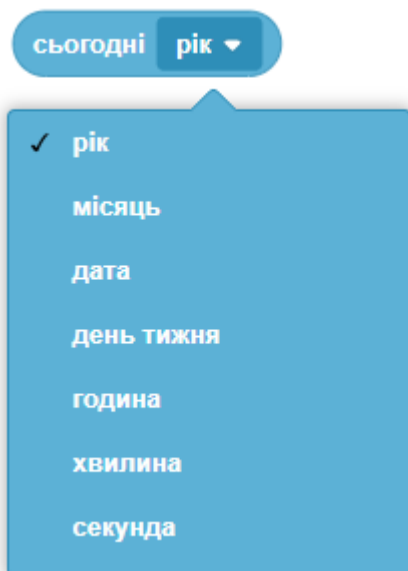 сьогодні рік
рік
місяць
дата
день тижня
година
хвилина
секунда